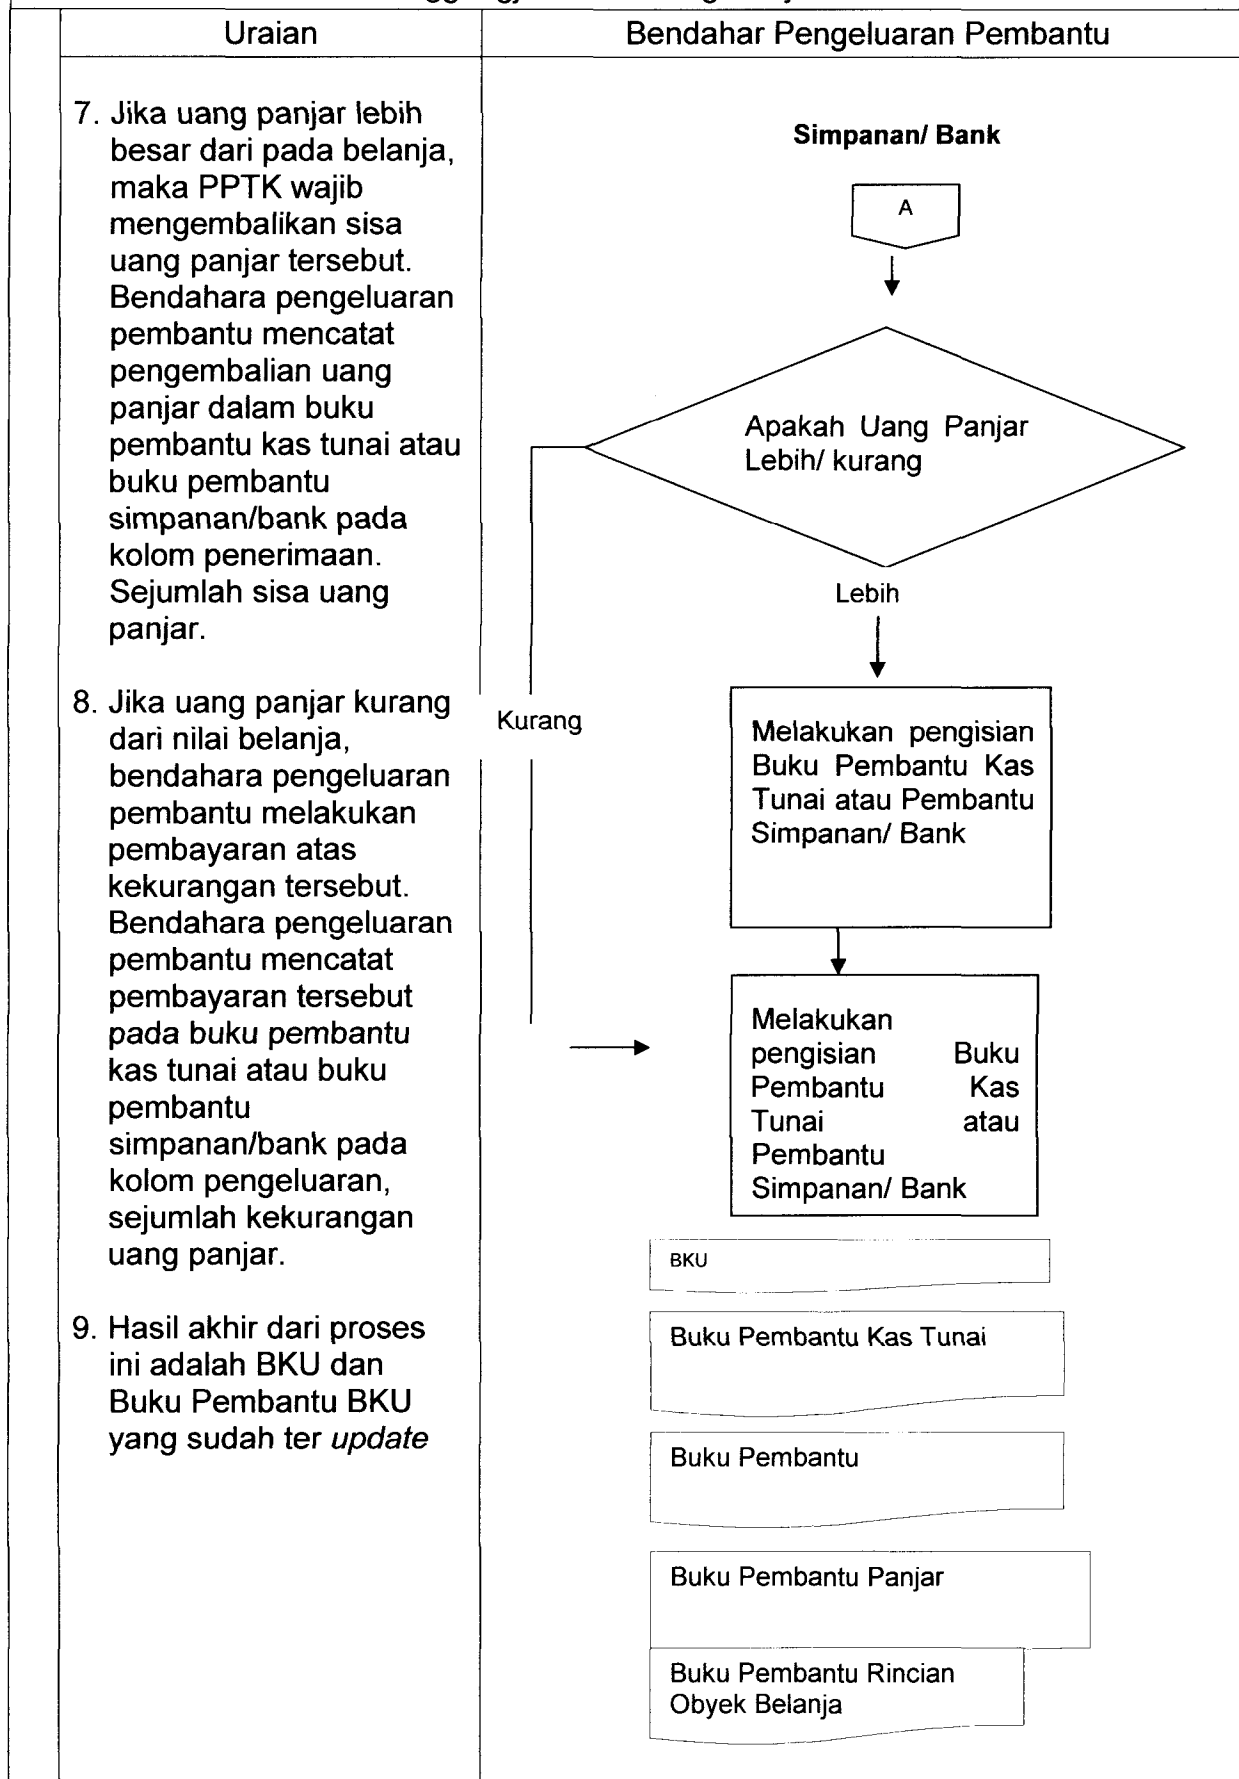 Uraian
Bendahar Pengeluaran Pembantu
7. Jika uang panjar lebih
besar dari pada belanja,
maka PPTK wajib
mengembalikan sisa
uang panjar tersebut.
Bendahara pengeluaran
pembantu mencatat
pengembalian uang
panjar dalam buku
pembantu kas tunai atau
buku pembantu
simpanan/bank pada
kolom penerimaan.
Sejumlah sisa uang
panjar.
8. Jika uang panjar kurang
dari nilai belanja,
bendahara pengeluaran
pembantu melakukan
pembayaran atas
kekurangan tersebut.
Bendahara pengeluaran
pembantu mencatat
pembayaran tersebut
pada buku pembantu
kas tunai atau buku
pembantu
simpanan/bank pada
kolom pengeluaran,
sejumlah kekurangan
uang panjar.
9. Hasil akhir dari proses
ini adalah BKU dan
Buku Pembantu BKU
yang sudah ter update
Simpanan/ Bank
A
Apakah Uang Panjar
Lebih/ kurang
Lebih
Kurang
Melakukan pengisian
Buku Pembantu Kas
Tunai atau Pembantu
Simpanan/ Bank
Melakukan
pengisian Buku
Pembantu Kas
Tunai atau
Pembantu
Simpanan/ Bank
BKU
Buku Pembantu Kas Tunai
Buku Pembantu
Buku Pembantu Panjar
Buku Pembantu Rincian
Obyek Belanja